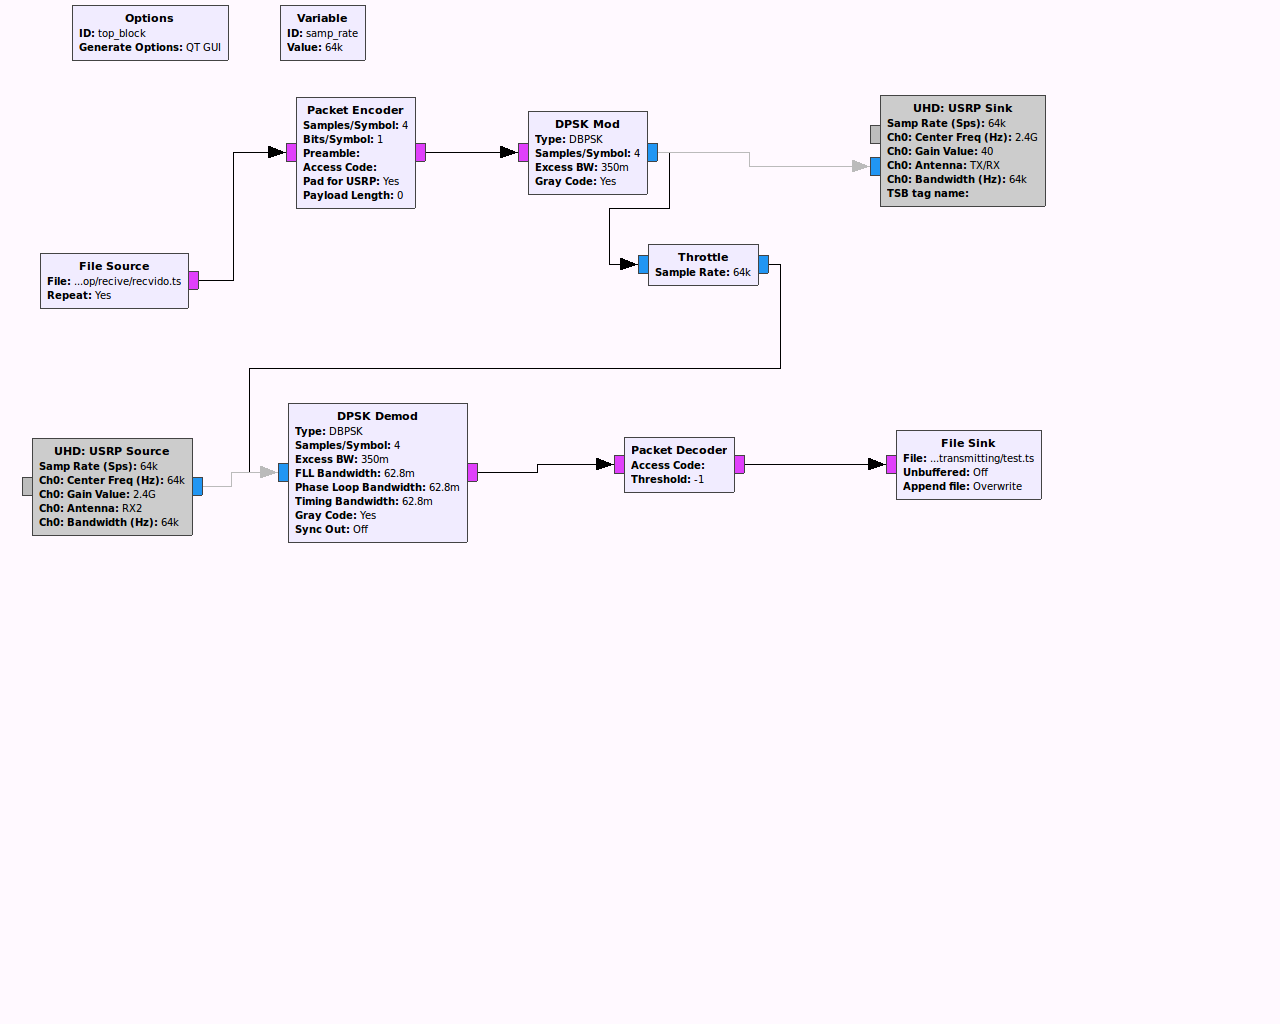 Options
ID: top_block
Generate Options: QT GUI
Variable
ID: samp_rate
Value: 64k
Packet Encoder
Samples/Symbol: 4
Bits/Symbol: 1
Preamble:
Access Code:
Pad for USRP: Yes
Payload Length: 0
DPSK Mod
Type: DBPSK
Samples/Symbol: 4
Excess BW: 350m
Gray Code: Yes
UHD: USRP Sink
Samp Rate (Sps): 64k
Ch0: Center Freq (Hz): 2.4G
Ch0: Gain Value: 40
Ch0: Antenna: TX/RX
Ch0: Bandwidth (Hz): 64k
TSB tag name:
File Source
File: ...op/recive/recvido.ts
Repeat: Yes
Throttle
Sample Rate: 64k
UHD: USRP Source
Samp Rate (Sps): 64k
Ch0: Center Freq (Hz): 64k
Ch0: Gain Value: 2.4G
Ch0: Antenna: RX2
Ch0: Bandwidth (Hz): 64k
DPSK Demod
Type: DBPSK
Samples/Symbol: 4
Excess BW: 350m
FLL Bandwidth: 62.8m
Phase Loop Bandwidth: 62.8m
Timing Bandwidth: 62.8m
Gray Code: Yes
Sync Out: Off
Packet Decoder
Access Code:
Threshold: -1
File Sink
File: ...transmitting/test.ts
Unbuffered: Off
Append file: Overwrite